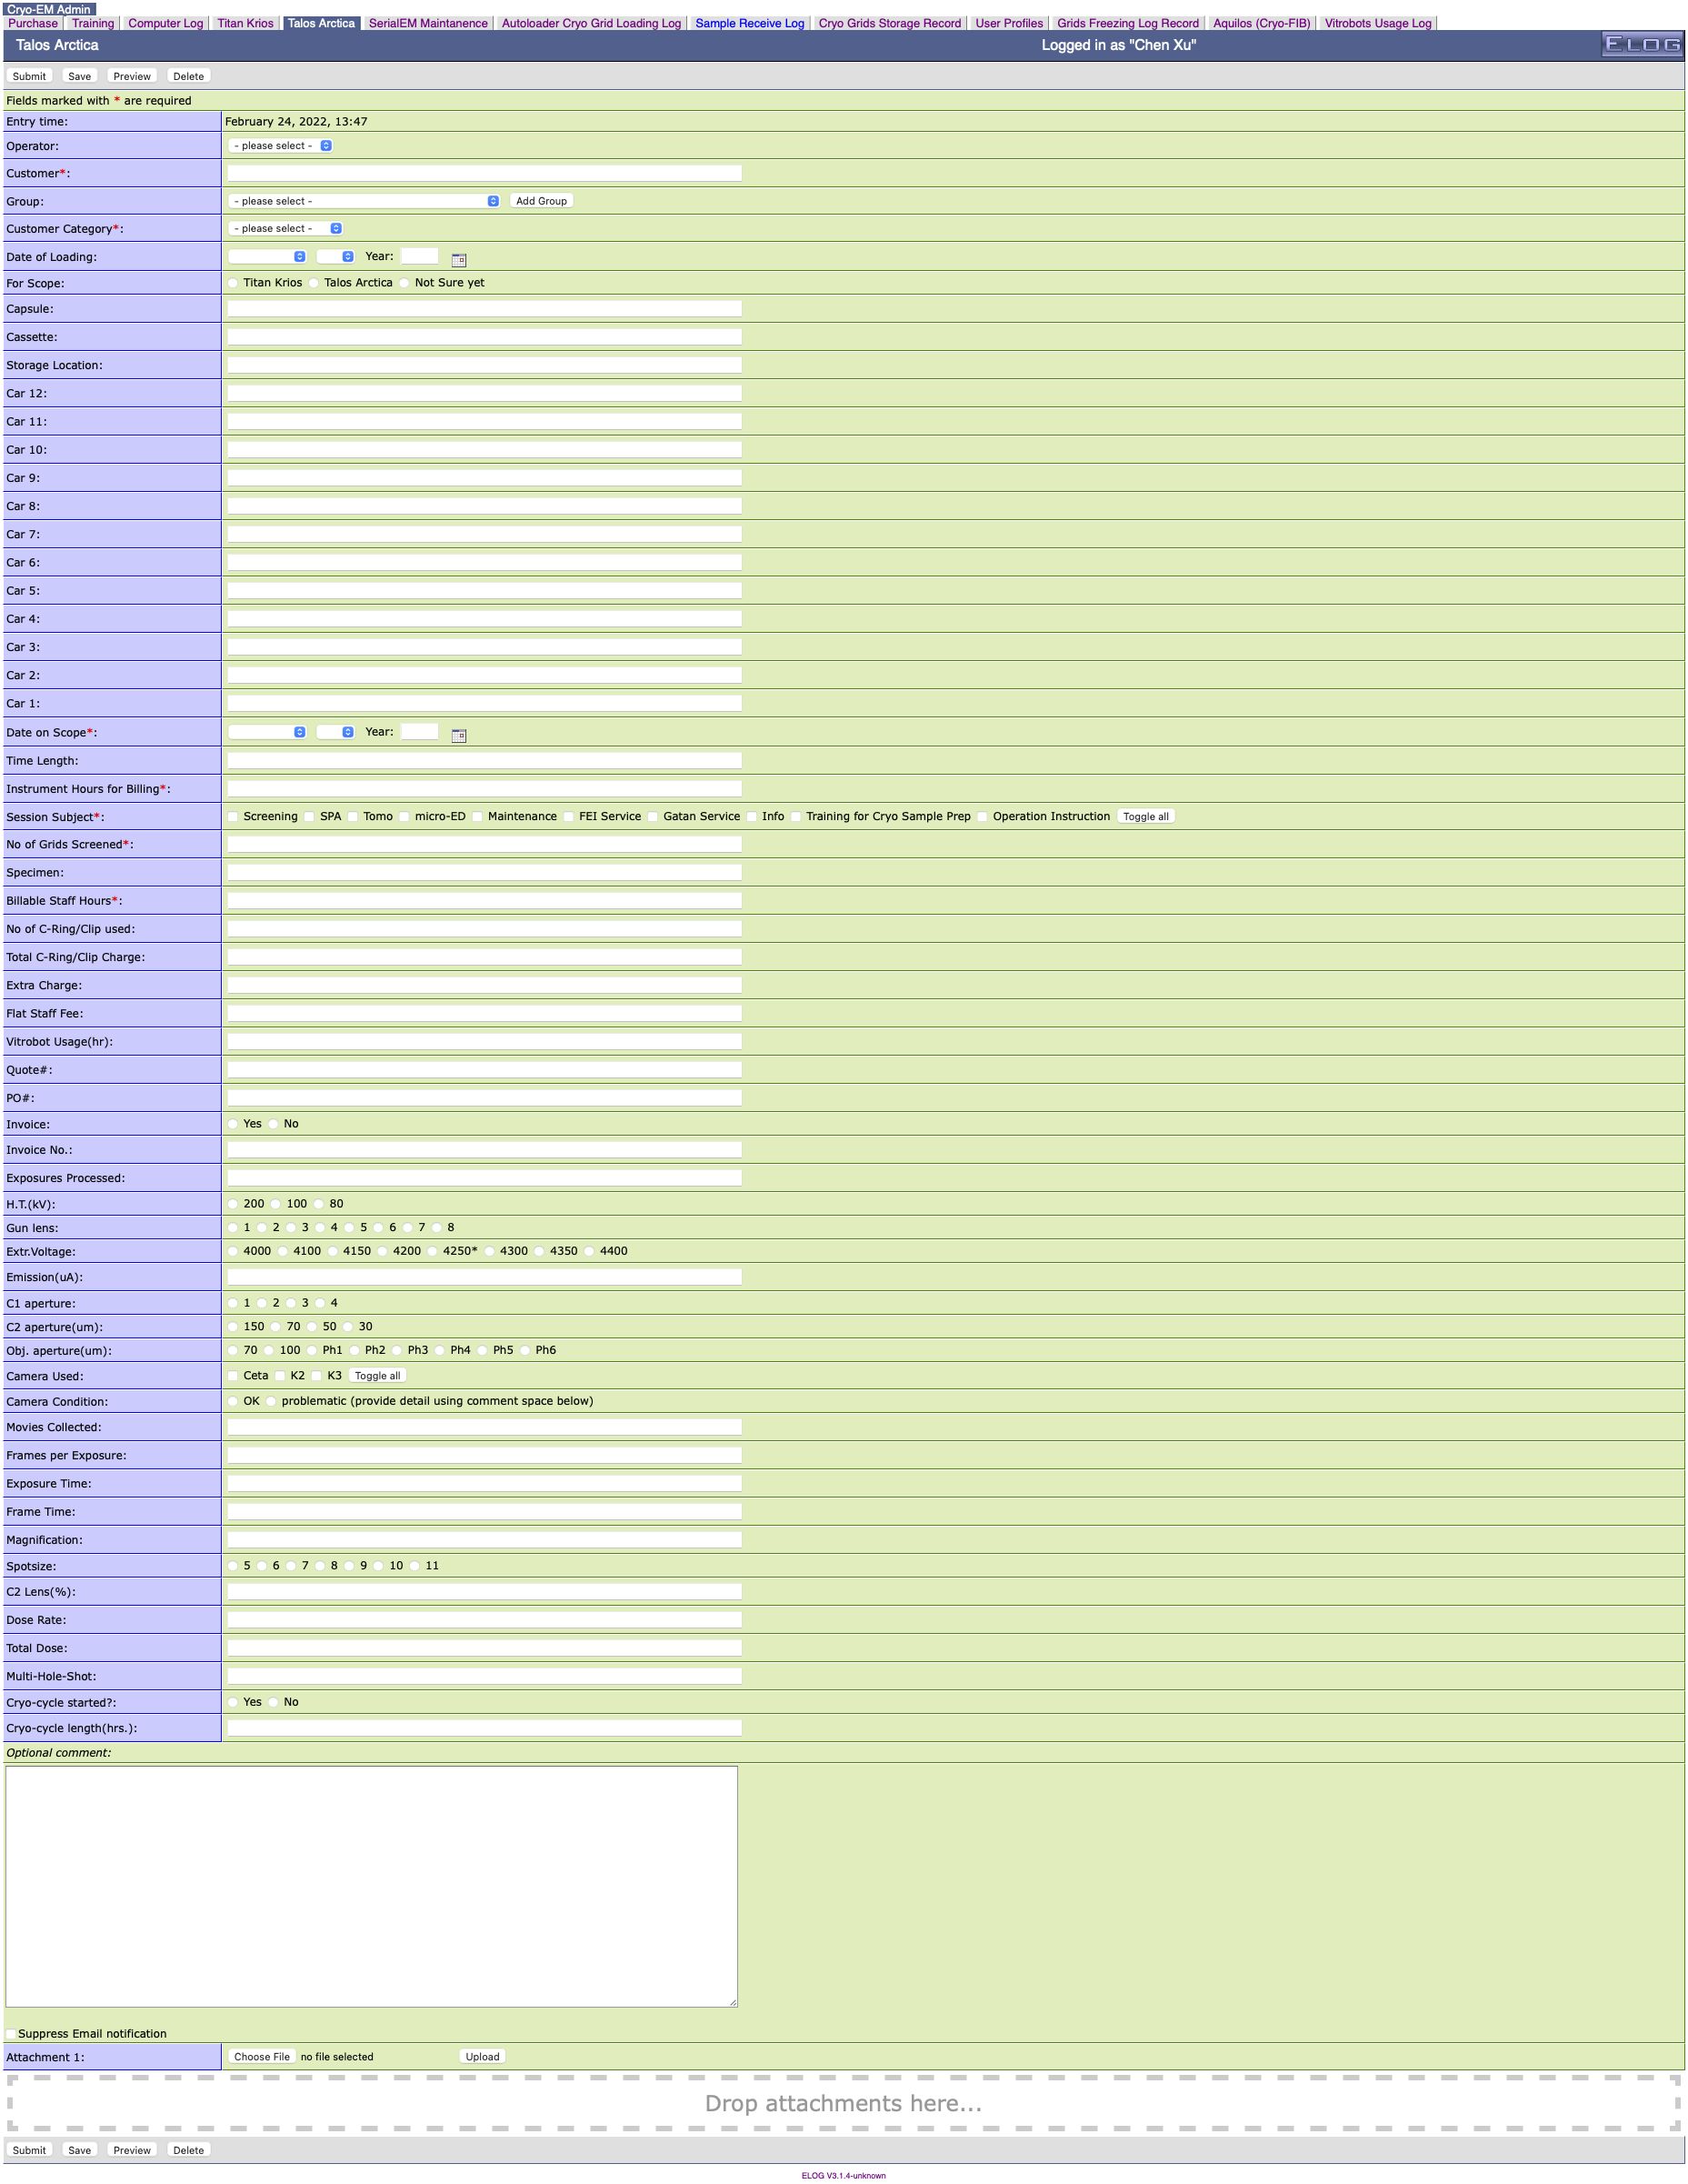 Cryo-EM Admin
Purchase Training Computer Log Titan Krios Talos Arctica SerialEM Maintanence Autoloader Cryo Grid Loading Log Sample Receive Log Cryo Grids Storage Record User Profiles Grids Freezing Log Record Aquilos (Cryo-FIB) Vitrobots Usage Log
Talos Arctica Logged in as "Chen Xu" ELOG
Submit Save Preview Delete
Fields marked with * are required
Entry time: February 24, 2022, 13:47
Operator: - please select -
Customer*:
Group: - please select - Add Group
Customer Category*: - please select -
Date of Loading: Year:
For Scope: Titan Krios Talos Arctica Not Sure yet
Capsule:
Cassette:
Storage Location:
Car 12:
Car 11:
Car 10:
Car 9:
Car 8:
Car 7:
Car 6:
Car 5:
Car 4:
Car 3:
Car 2:
Car 1:
Date on Scope*: Year:
Time Length:
Instrument Hours for Billing*:
Session Subject*: Screening SPA Tomo micro-ED Maintenance FEI Service Gatan Service Info Training for Cryo Sample Prep Operation Instruction Toggle all
No of Grids Screened*:
Specimen:
Billable Staff Hours*:
No of C-Ring/Clip used:
Total C-Ring/Clip Charge:
Extra Charge:
Flat Staff Fee:
Vitrobot Usage(hr):
Quote#:
PO#:
Invoice: Yes No
Invoice No.:
Exposures Processed:
H.T.(kV): 200 100 80
Gun lens: 1 2 3 4 5 6 7 8
Extr.Voltage: 4000 4100 4150 4200 4250* 4300 4350 4400
Emission(uA):
C1 aperture: 1 2 3 4
C2 aperture(um): 150 70 50 30
Obj. aperture(um): 70 100 Ph1 Ph2 Ph3 Ph4 Ph5 Ph6
Camera Used: Ceta K2 K3 Toggle all
Camera Condition: OK problematic (provide detail using comment space below)
Movies Collected:
Frames per Exposure:
Exposure Time:
Frame Time:
Magnification:
Spotsize: 5 6 7 8 9 10 11
C2 Lens(%):
Dose Rate:
Total Dose:
Multi-Hole-Shot:
Cryo-cycle started?: Yes No
Cryo-cycle length(hrs.):
Optional comment:
Suppress Email notification
Attachment 1: Choose File no file selected Upload
Drop attachments here...
Submit Save Preview Delete
ELOG V3.1.4-unknown